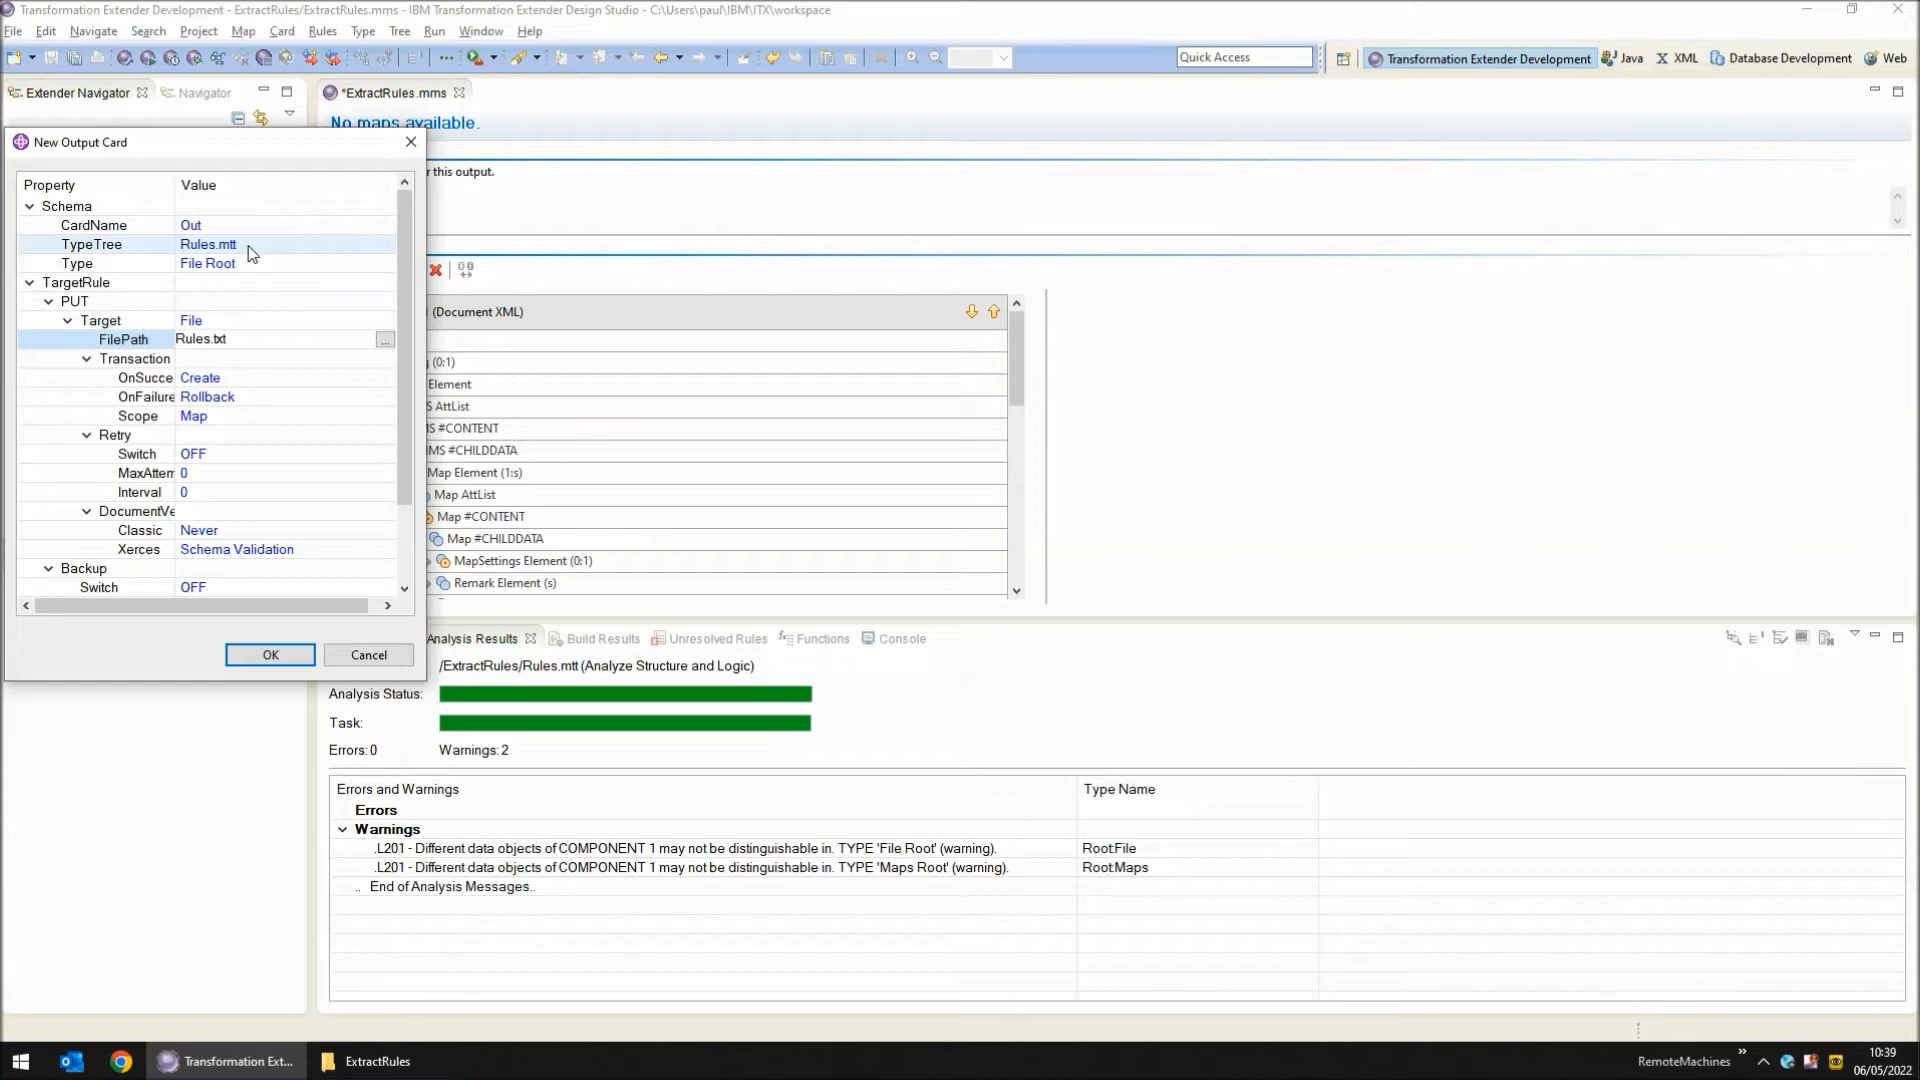 Transformation Extender Development - ExtractRules/ExtractRules.mms - IBM Transformation Extender Design Studio - C:\Users\paul\IBM\ITX\workspace
File Edit Navigate Search Project Map Card Rules Type Tree Run Window Help
Quick Access
Transformation Extender Development
Java
XML
Database Development
Web
Extender Navigator
Navigator
*ExtractRules.mms
No maps available.
New Output Card
r this output.
Property Value
Schema
CardName Out
TypeTree Rules.mtt
Type File Root
TargetRule
PUT
Target File
FilePath Rules.txt ...
Transaction
OnSucce Create
OnFailure Rollback
Scope Map
Retry
Switch OFF
MaxAttem 0
Interval 0
DocumentVe
Classic Never
Xerces Schema Validation
Backup
Switch OFF
OK Cancel
(Document XML)
(0:1)
Element
S AttList
#CONTENT
MS #CHILDDATA
Map Element (1:s)
Map AttList
Map #CONTENT
Map #CHILDDATA
MapSettings Element (0:1)
Remark Element (s)
Analysis Results
Build Results
Unresolved Rules
Functions
Console
/ExtractRules/Rules.mtt (Analyze Structure and Logic)
Analysis Status:
Task:
Errors: 0 Warnings: 2
Errors and Warnings Type Name
Errors
Warnings
.L201 - Different data objects of COMPONENT 1 may not be distinguishable in. TYPE 'File Root' (warning). Root:File
.L201 - Different data objects of COMPONENT 1 may not be distinguishable in. TYPE 'Maps Root' (warning). Root:Maps
.. End of Analysis Messages..
Transformation Ext...
ExtractRules
RemoteMachines
10:39
06/05/2022